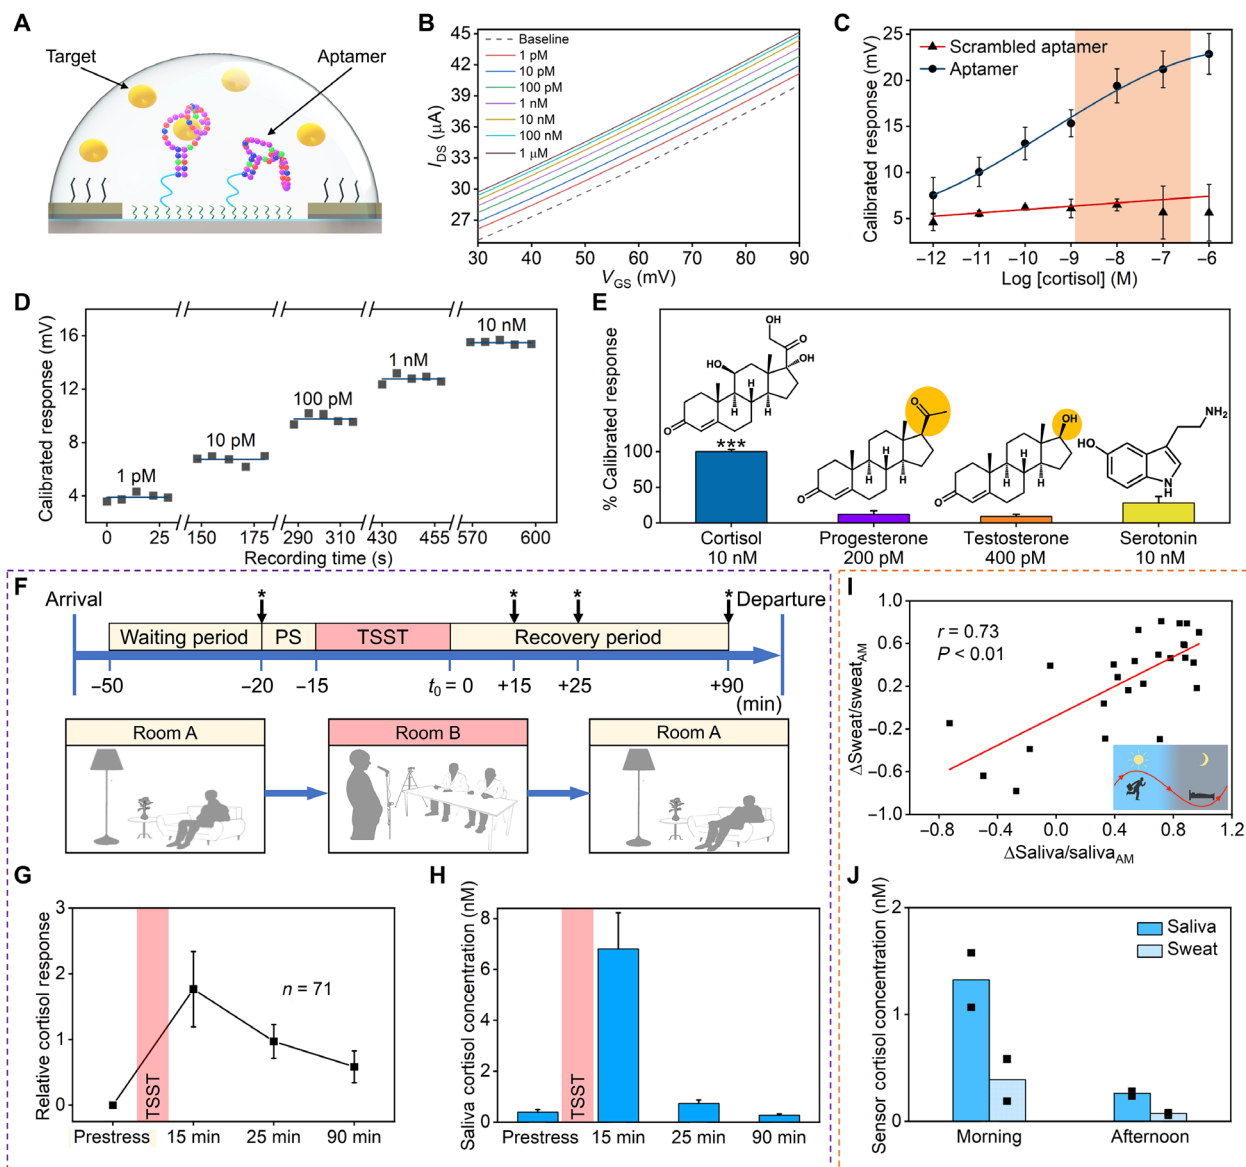 A
Target
Aptamer
B
45
42
39
36
33
30
27
I_DS (μA)
Baseline
1 pM
10 pM
100 pM
1 nM
10 nM
100 nM
1 μM
30 40 50 60 70 80 90
V_GS (mV)
C
25
20
15
10
5
Calibrated response (mV)
Scrambled aptamer
Aptamer
−12 −11 −10 −9 −8 −7 −6
Log [cortisol] (M)
D
16
12
8
4
Calibrated response (mV)
1 pM
10 pM
100 pM
1 nM
10 nM
0 25 150 175 290 310 430 455 570 600
Recording time (s)
E
% Calibrated response
100
50
0
OH
O
HO
OH
H
H
H
O
***
O
H
H
H
O
OH
H
H
H
O
HO
NH₂
N
H
Cortisol
10 nM
Progesterone
200 pM
Testosterone
400 pM
Serotonin
10 nM
F
Arrival
* * * *
Departure
Waiting period
PS
TSST
Recovery period
−50 −20 −15 t₀ = 0 +15 +25 +90
(min)
Room A
Room B
Room A
G
3
2
1
0
Relative cortisol response
n = 71
TSST
Prestress 15 min 25 min 90 min
H
8
6
4
2
0
Saliva cortisol concentration (nM)
TSST
Prestress 15 min 25 min 90 min
I
1.0
0.6
0.2
−0.2
−0.6
−1.0
ΔSweat/sweat_AM
r = 0.73
P < 0.01
−0.8 −0.4 0.0 0.4 0.8 1.2
ΔSaliva/saliva_AM
J
2
1
0
Sensor cortisol concentration (nM)
Saliva
Sweat
Morning Afternoon